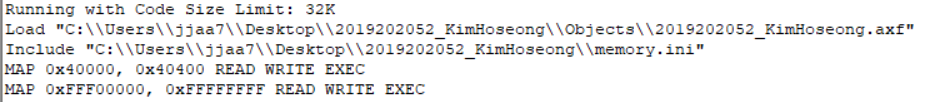 Running with Code Size Limit: 32K
Load "C:\\Users\\jjaa7\\Desktop\\2019202052_KimHoseong\\Objects\\2019202052_KimHoseong.axf"
Include "C:\\Users\\jjaa7\\Desktop\\2019202052_KimHoseong\\memory.ini"
MAP 0x40000, 0x40400 READ WRITE EXEC
MAP 0xFFF00000, 0xFFFFFFFF READ WRITE EXEC